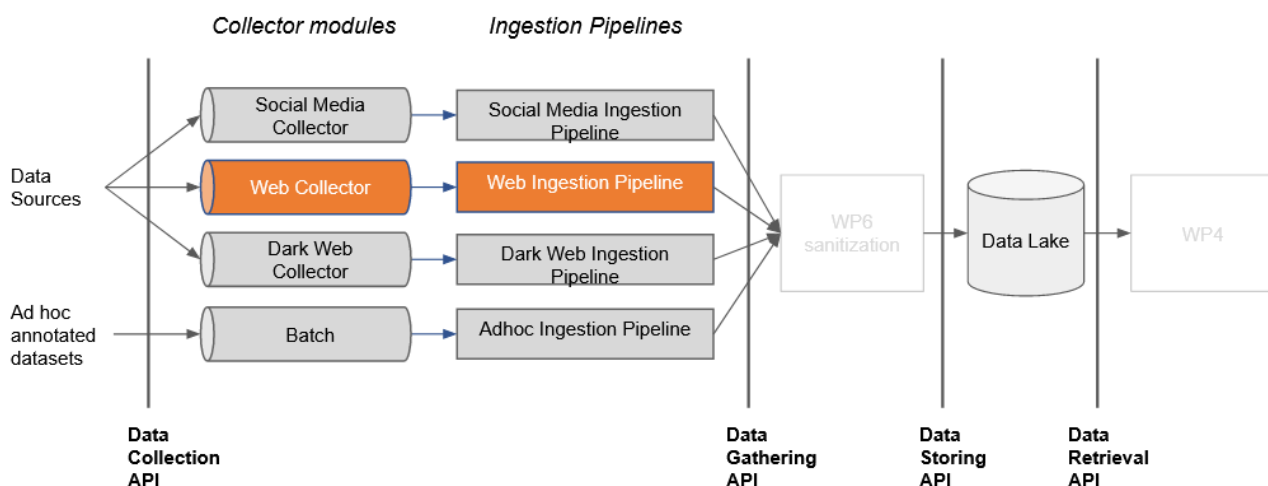 Collector modules
Ingestion Pipelines
Social Media
Collector
Social Media Ingestion
Pipeline
Data
Sources
Web Collector
Web Ingestion Pipeline
WP6
sanitization
Data Lake
WP4
Dark Web
Collector
Dark Web Ingestion
Pipeline
Ad hoc
annotated
datasets
Batch
Adhoc Ingestion Pipeline
Data
Collection
API
Data
Gathering
API
Data
Storing
API
Data
Retrieval
API